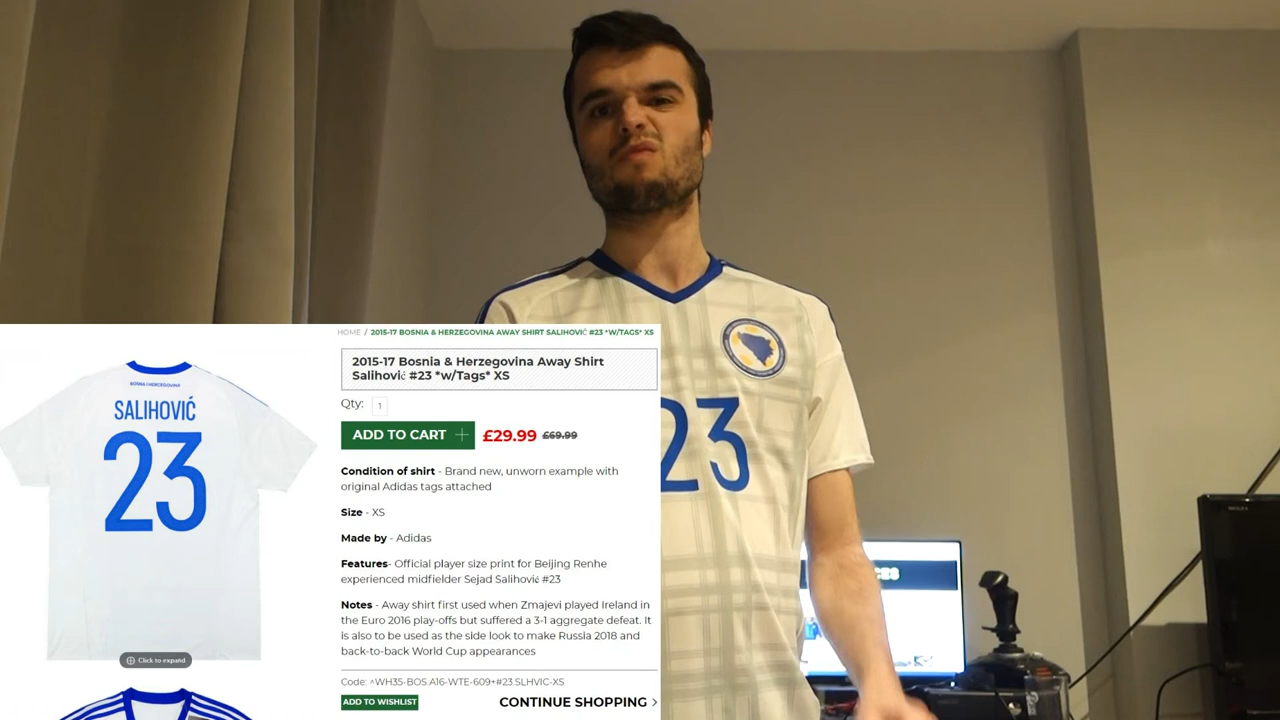 HOME / 2015-17 BOSNIA & HERZEGOVINA AWAY SHIRT SALIHOVIĆ #23 *W/TAGS* XS
2015-17 Bosnia & Herzegovina Away Shirt
Salihović #23 *w/Tags* XS
Qty: 1
ADD TO CART £29.99 £69.99
Condition of shirt - Brand new, unworn example with
original Adidas tags attached
Size - XS
Made by - Adidas
Features- Official player size print for Beijing Renhe
experienced midfielder Sejad Salihović #23
Notes - Away shirt first used when Zmajevi played Ireland in
the Euro 2016 play-offs but suffered a 3-1 aggregate defeat. It
is also to be used as the side look to make Russia 2018 and
back-to-back World Cup appearances
Code: ^WH35-BOS.A16-WTE-609+#23.SLHVIC-XS
ADD TO WISHLIST
CONTINUE SHOPPING
BOSNA I HERCEGOVINA
SALIHOVIĆ
23
Click to expand
23